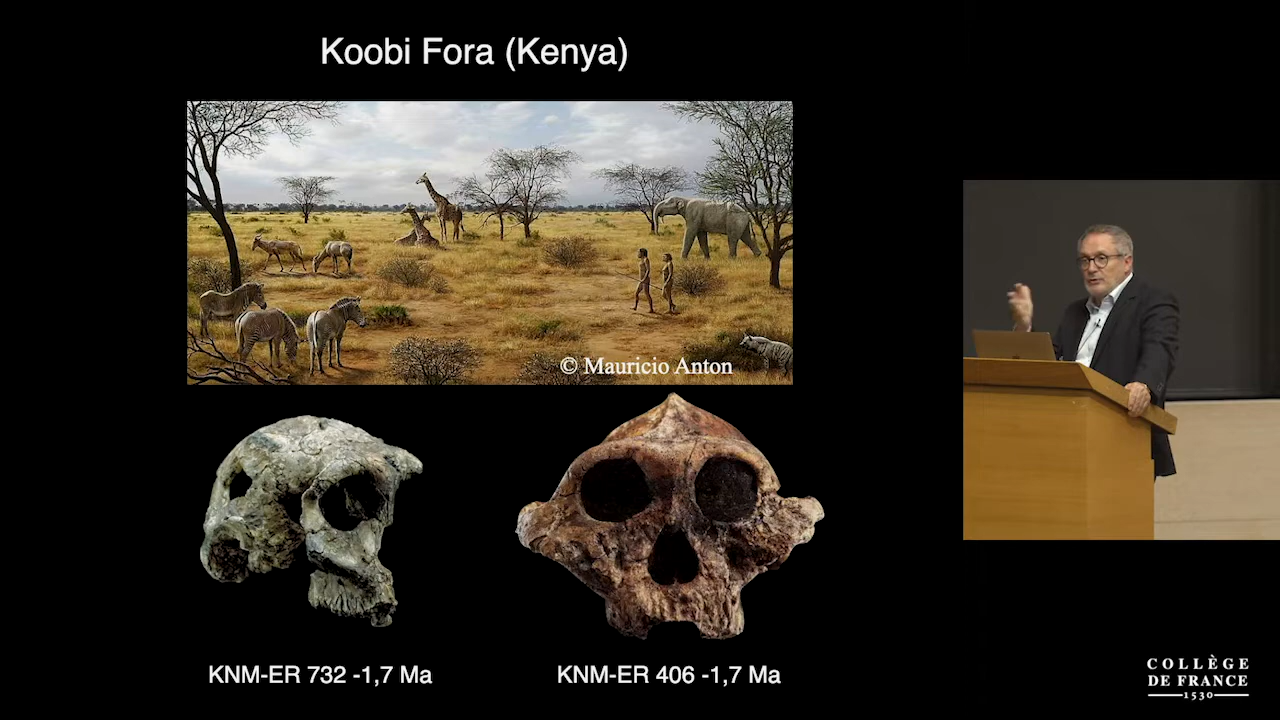 Koobi Fora (Kenya)
© Mauricio Anton
KNM-ER 732 -1,7 Ma
KNM-ER 406 -1,7 Ma
COLLÈGE
DE FRANCE
1530